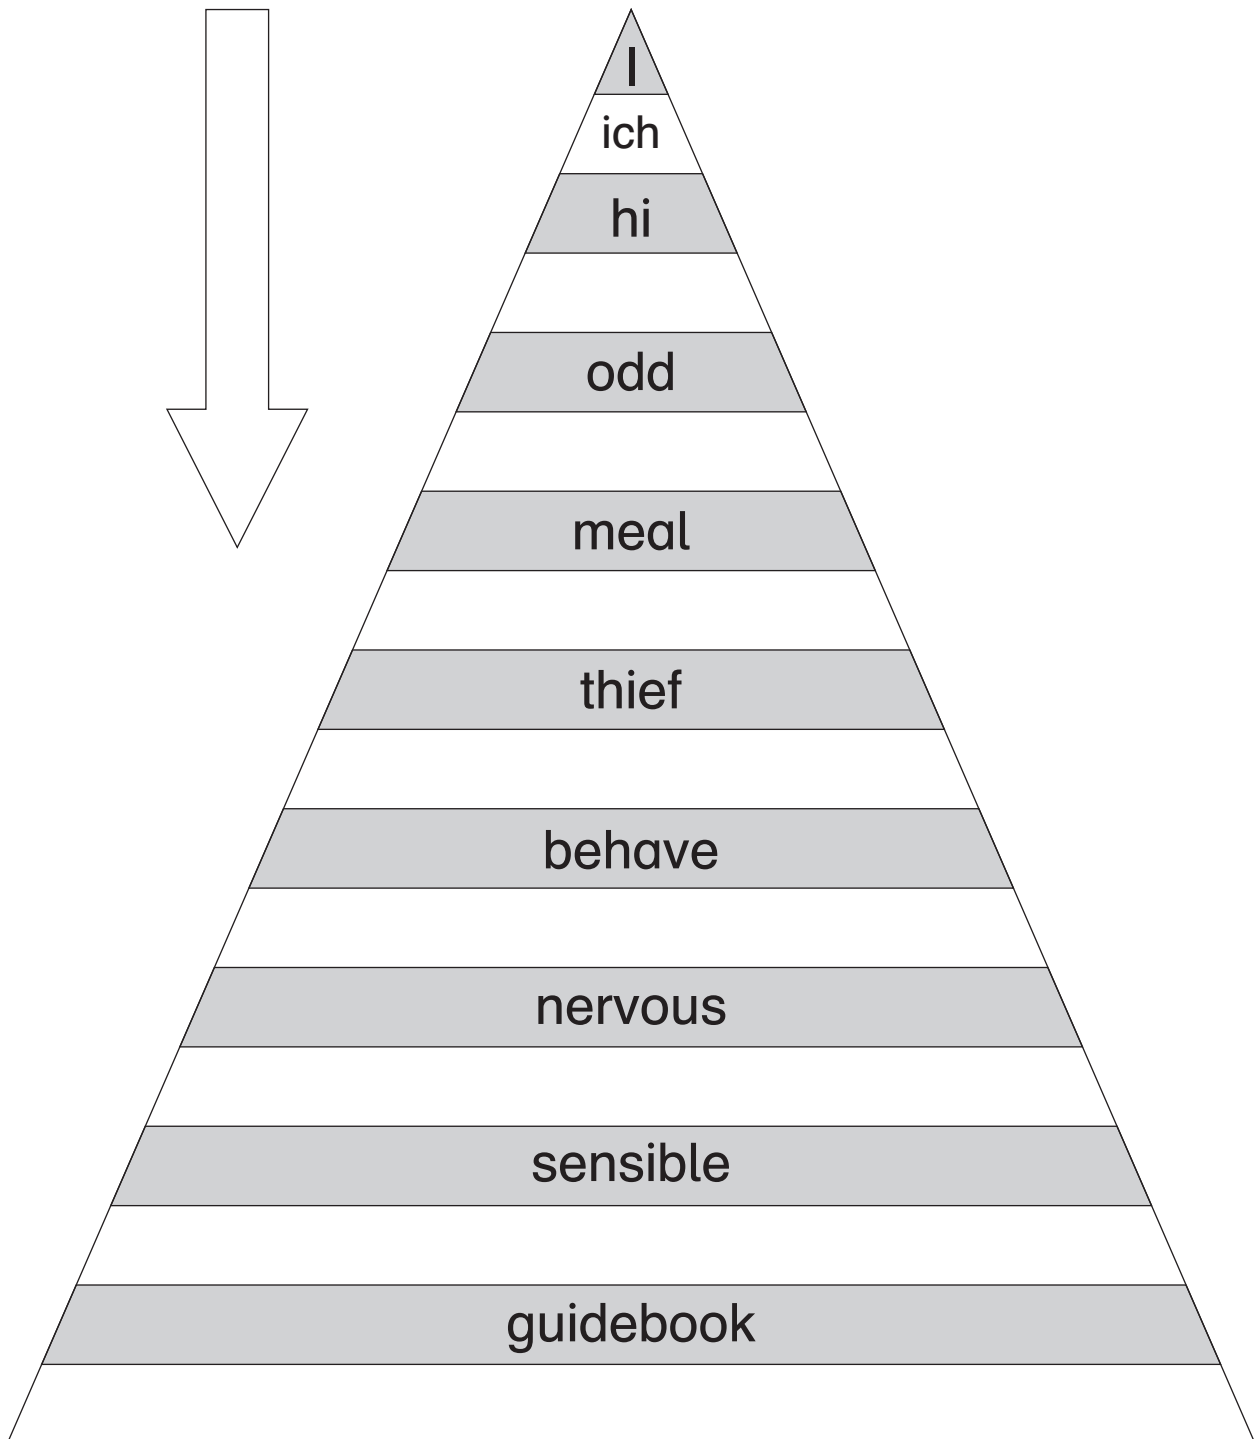 I
ich
hi
odd
meal
thief
behave
nervous
sensible
guidebook